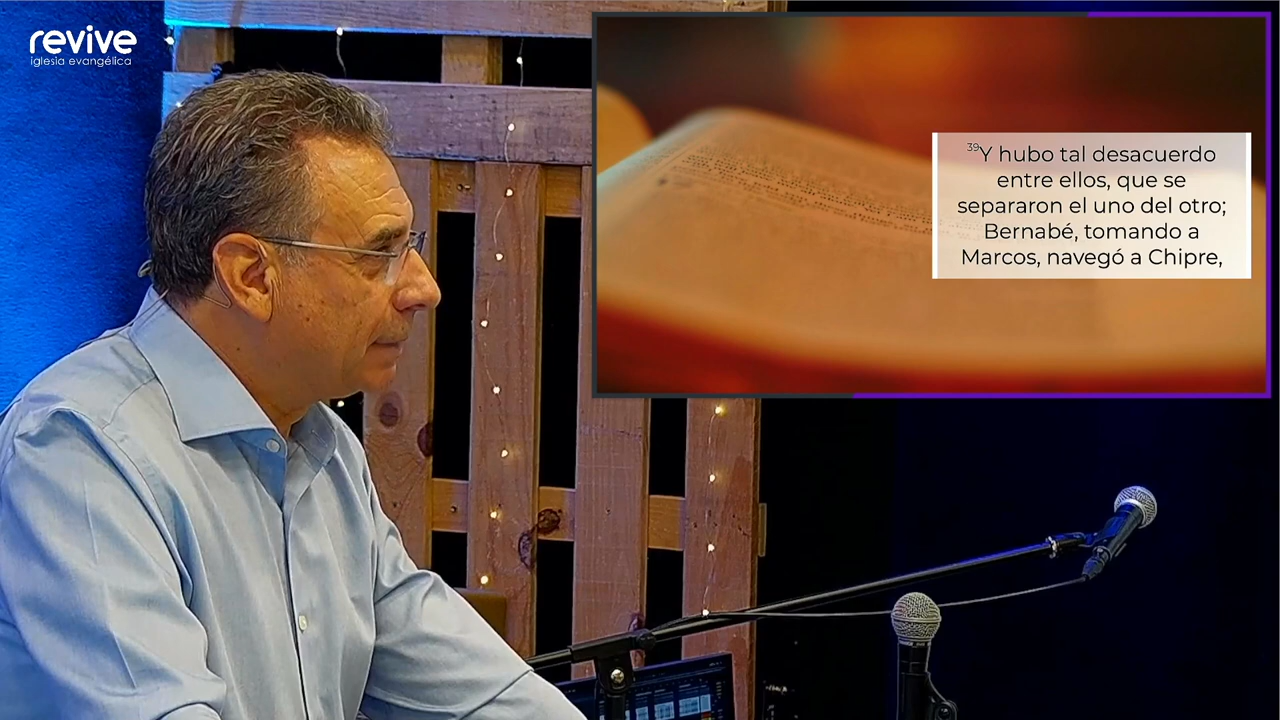 revive
iglesia evangélica
39Y hubo tal desacuerdo
entre ellos, que se
separaron el uno del otro;
Bernabé, tomando a
Marcos, navegó a Chipre,